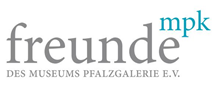 freunde mpk
DES MUSEUMS PFALZGALERIE E.V.